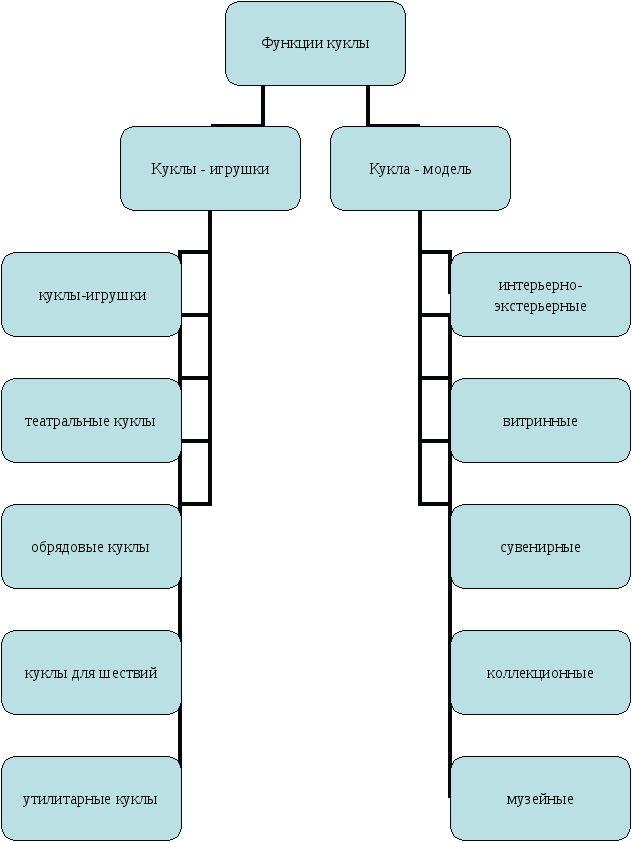 Функции куклы
Куклы - игрушки
Кукла - модель
куклы-игрушки
театральные куклы
обрядовые куклы
куклы для шествий
утилитарные куклы
интерьерно-
экстерьерные
витринные
сувенирные
коллекционные
музейные